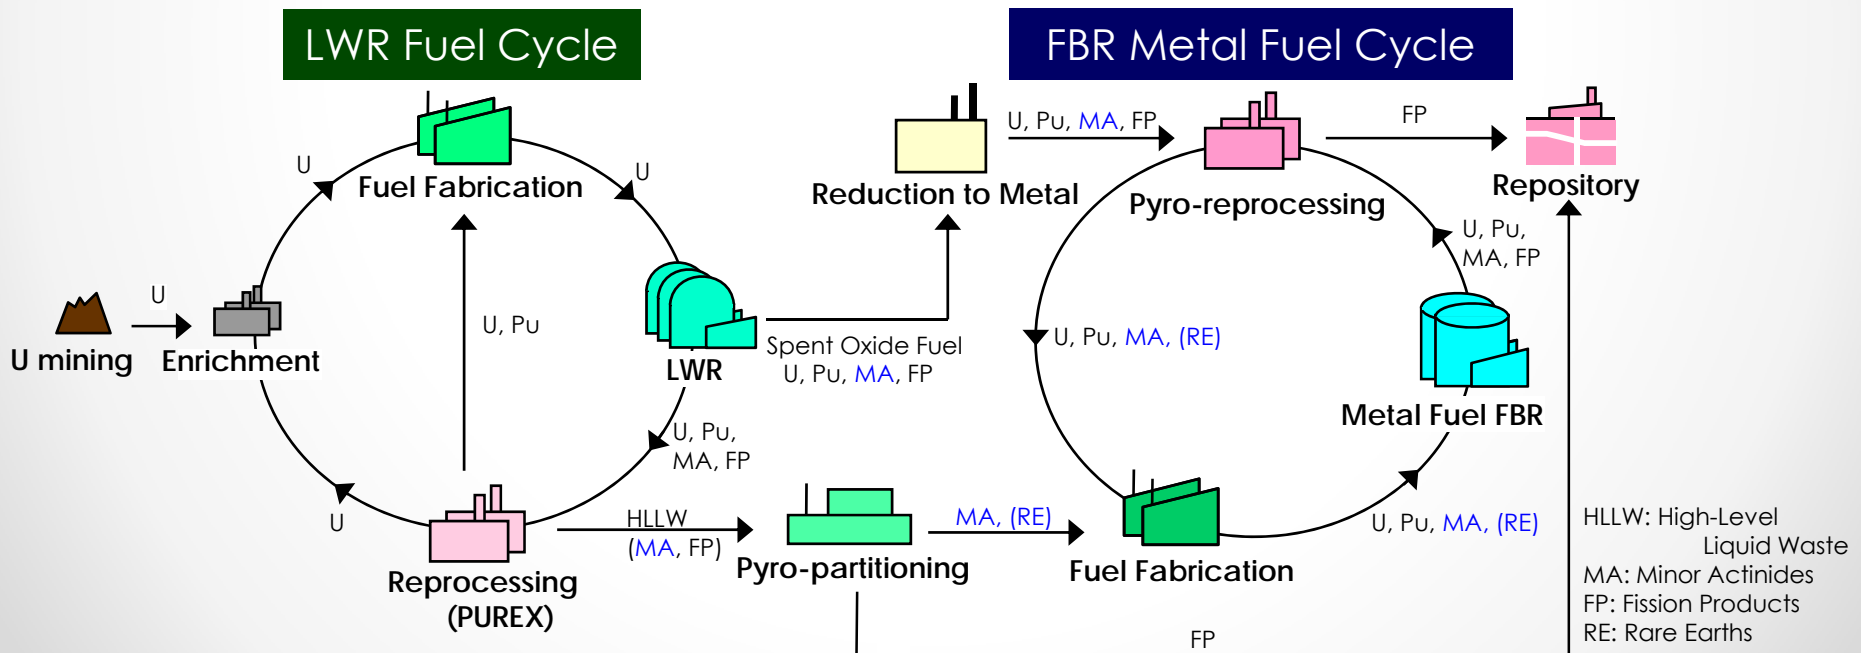 LWR Fuel Cycle
FBR Metal Fuel Cycle
U
Fuel Fabrication
U
U
U mining
Enrichment
U, Pu
LWR
Spent Oxide Fuel
U, Pu, MA, FP
U, Pu,
MA, FP
U
Reprocessing
(PUREX)
HLLW
(MA, FP)
Pyro-partitioning
MA, (RE)
Reduction to Metal
U, Pu, MA, FP
Pyro-reprocessing
FP
Repository
U, Pu,
MA, FP
U, Pu, MA, (RE)
Metal Fuel FBR
Fuel Fabrication
U, Pu, MA, (RE)
FP
HLLW: High-Level
Liquid Waste
MA: Minor Actinides
FP: Fission Products
RE: Rare Earths